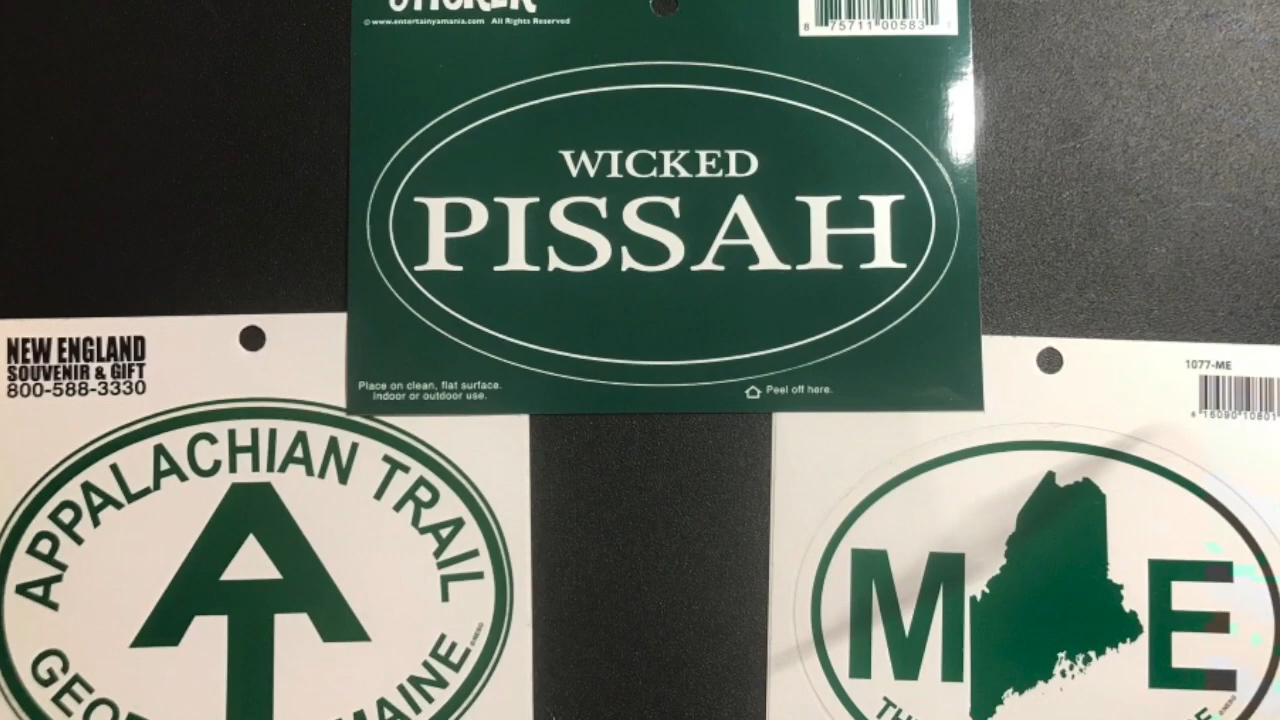 STICKER
© www.entertainyamania.com All Rights Reserved
8 75711 00583 1
WICKED
PISSAH
Place on clean, flat surface.
Indoor or outdoor use.
Peel off here.
NEW ENGLAND
SOUVENIR & GIFT
800-588-3330
APPALACHIAN TRAIL
AT
MAINE
1077-ME
6 16090 10801
M E